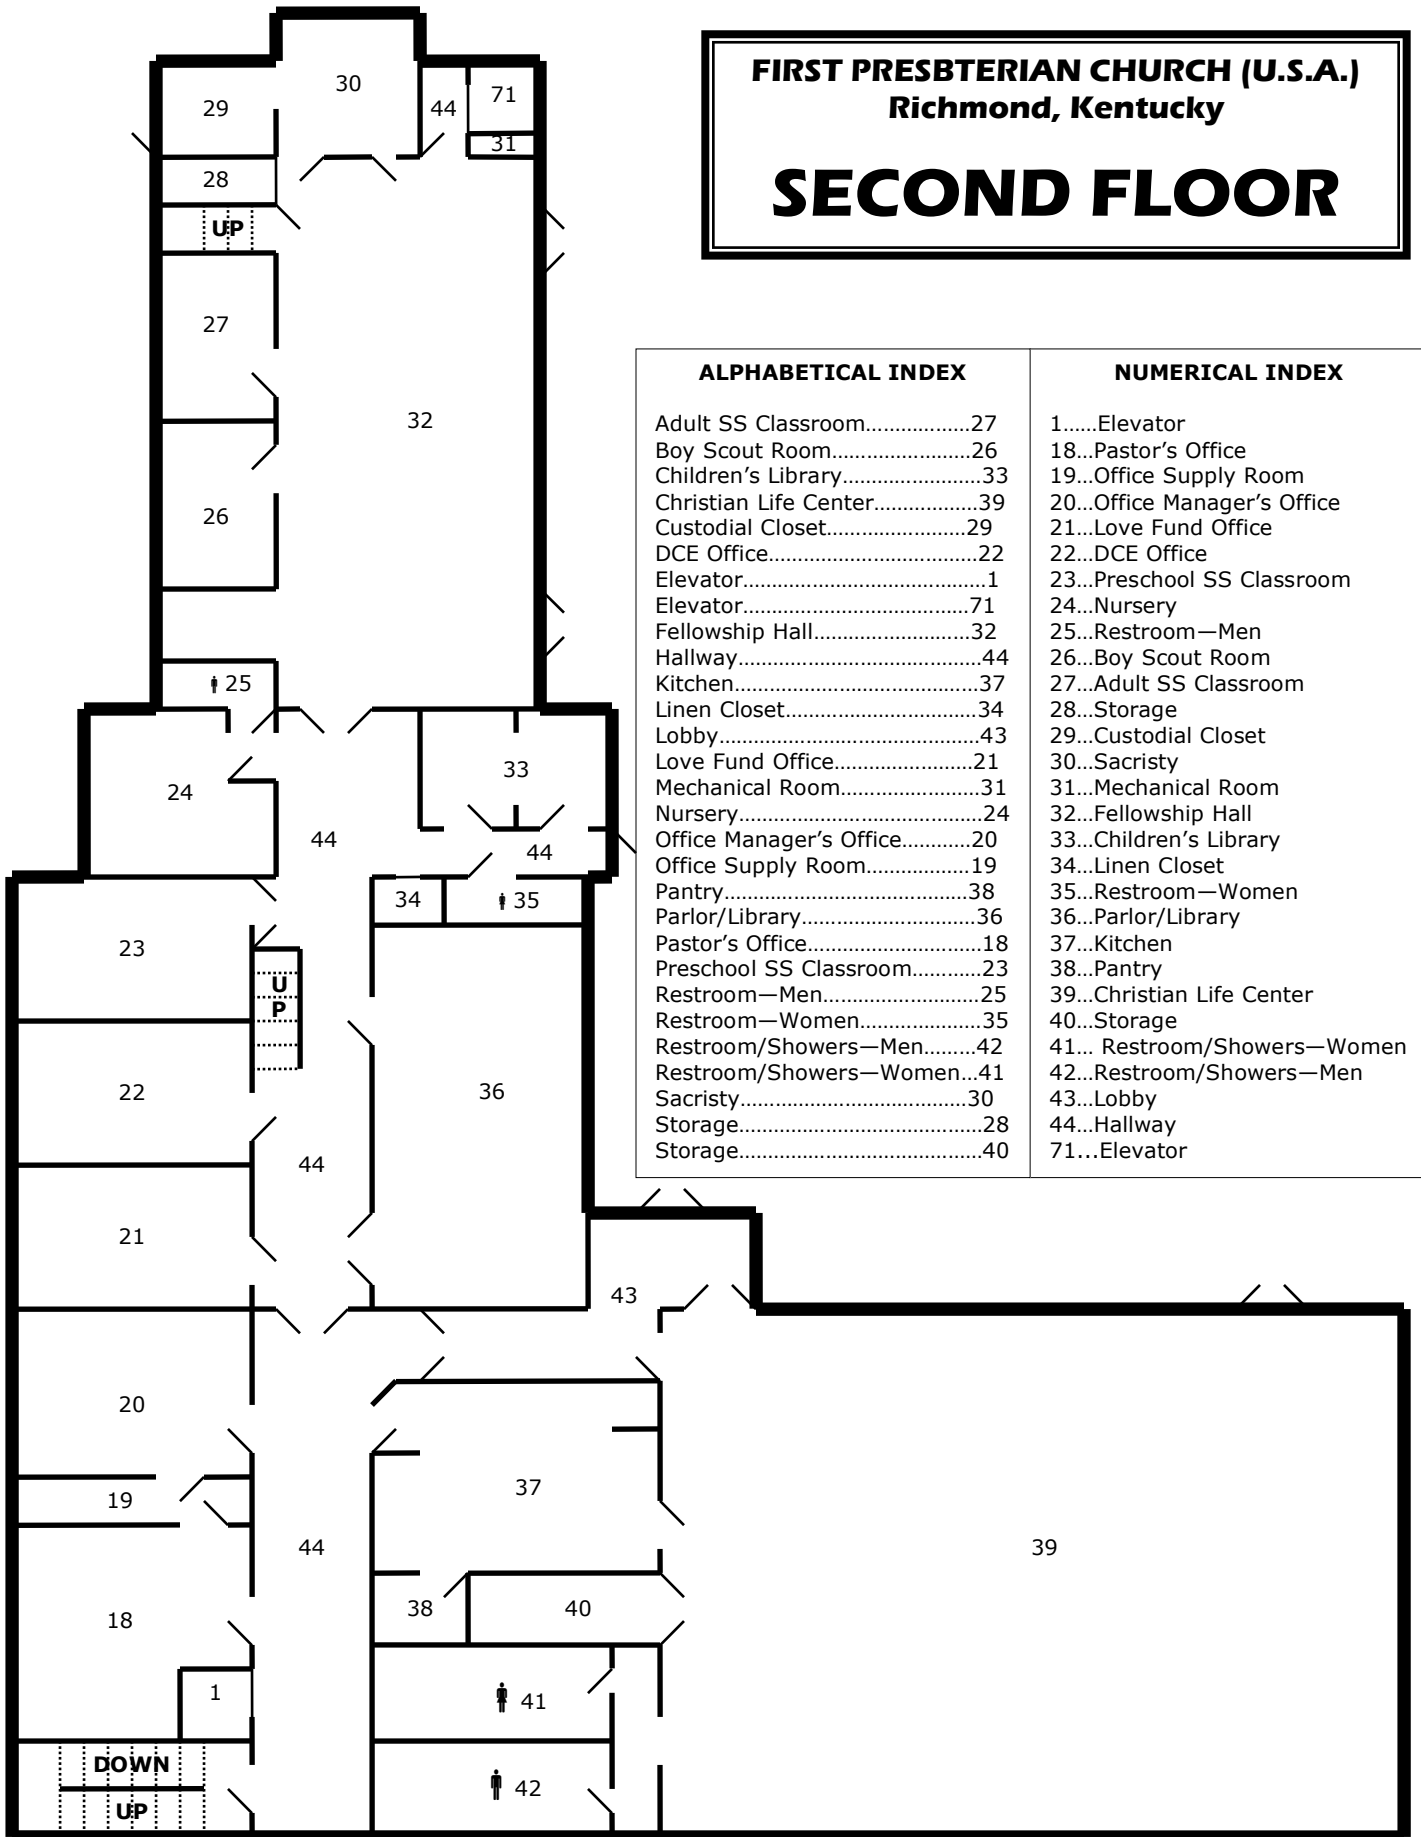 FIRST PRESBTERIAN CHURCH (U.S.A.)
Richmond, Kentucky
SECOND FLOOR
30
29
44
71
31
28
UP
27
32
26
25
24
33
44
44
34
35
23
U
P
22
36
44
21
43
20
37
19
44
39
18
38
40
1
41
DOWN
42
UP
ALPHABETICAL INDEX
Adult SS Classroom..................27
Boy Scout Room........................26
Children's Library........................33
Christian Life Center..................39
Custodial Closet........................29
DCE Office....................................22
Elevator..........................................1
Elevator.......................................71
Fellowship Hall...........................32
Hallway..........................................44
Kitchen..........................................37
Linen Closet.................................34
Lobby.............................................43
Love Fund Office.......................21
Mechanical Room........................31
Nursery..........................................24
Office Manager's Office............20
Office Supply Room...................19
Pantry............................................38
Parlor/Library..............................36
Pastor's Office.............................18
Preschool SS Classroom............23
Restroom—Men...........................25
Restroom—Women.....................35
Restroom/Showers—Men.........42
Restroom/Showers—Women...41
Sacristy.......................................30
Storage..........................................28
Storage..........................................40
NUMERICAL INDEX
1......Elevator
18...Pastor's Office
19...Office Supply Room
20...Office Manager's Office
21...Love Fund Office
22...DCE Office
23...Preschool SS Classroom
24...Nursery
25...Restroom—Men
26...Boy Scout Room
27...Adult SS Classroom
28...Storage
29...Custodial Closet
30...Sacristy
31...Mechanical Room
32...Fellowship Hall
33...Children's Library
34...Linen Closet
35...Restroom—Women
36...Parlor/Library
37...Kitchen
38...Pantry
39...Christian Life Center
40...Storage
41... Restroom/Showers—Women
42...Restroom/Showers—Men
43...Lobby
44...Hallway
71...Elevator